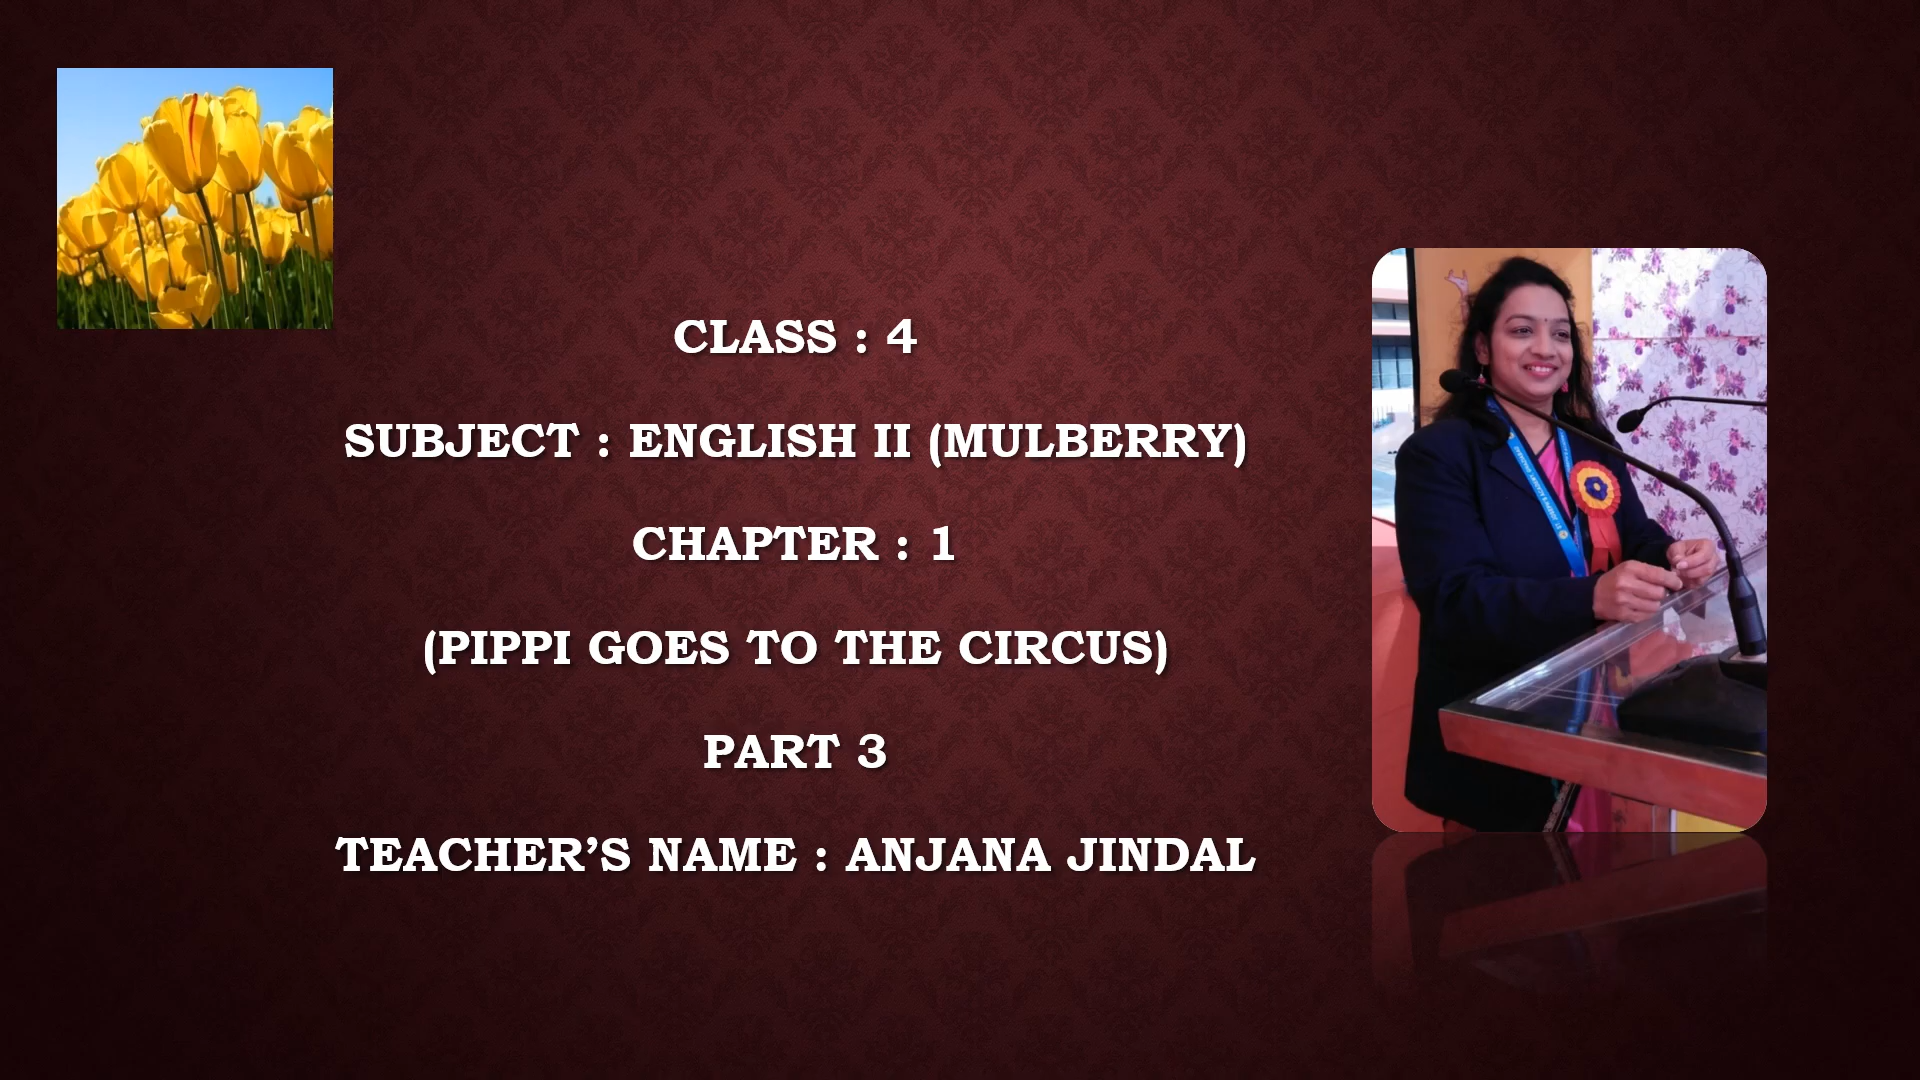 CLASS : 4
SUBJECT : ENGLISH II (MULBERRY)
CHAPTER : 1
(PIPPI GOES TO THE CIRCUS)
PART 3
TEACHER’S NAME : ANJANA JINDAL